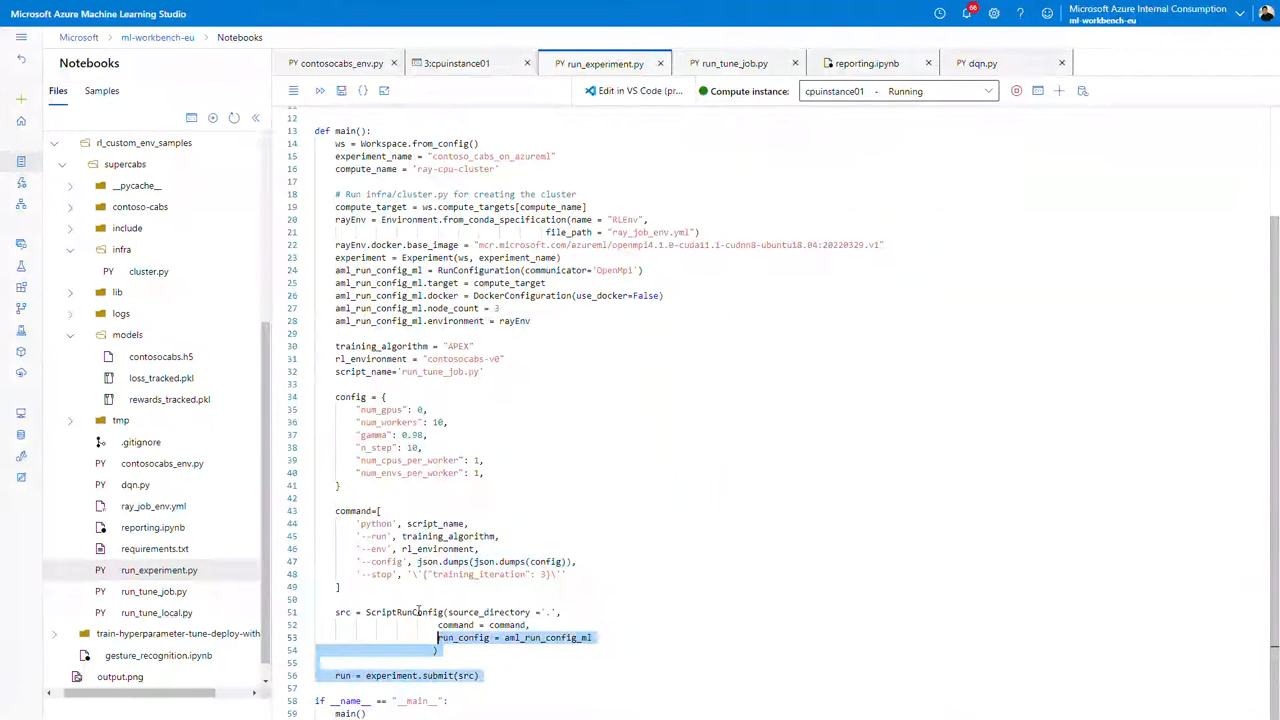 Microsoft Azure Machine Learning Studio
66
Microsoft Azure Internal Consumption
ml-workbench-eu
Microsoft > ml-workbench-eu > Notebooks
Notebooks
Files
Samples
rl_custom_env_samples
supercabs
__pycache__
contoso-cabs
include
infra
cluster.py
lib
logs
models
contosocabs.h5
loss_tracked.pkl
rewards_tracked.pkl
tmp
.gitignore
contosocabs_env.py
dqn.py
ray_job_env.yml
reporting.ipynb
requirements.txt
run_experiment.py
run_tune_job.py
run_tune_local.py
train-hyperparameter-tune-deploy-with
gesture_recognition.ipynb
output.png
contosocabs_env.py
3:cpuinstance01
run_experiment.py
run_tune_job.py
reporting.ipynb
dqn.py
Edit in VS Code (pr...
Compute instance:
cpuinstance01 - Running
12
13 def main():
14 ws = Workspace.from_config()
15 experiment_name = "contoso_cabs_on_azureml"
16 compute_name = 'ray-cpu-cluster'
17
18 # Run infra/cluster.py for creating the cluster
19 compute_target = ws.compute_targets[compute_name]
20 rayEnv = Environment.from_conda_specification(name = "RLEnv",
21 file_path = "ray_job_env.yml")
22 rayEnv.docker.base_image = "mcr.microsoft.com/azureml/openmpi4.1.0-cuda11.1-cudnn8-ubuntu18.04:20220329.v1"
23 experiment = Experiment(ws, experiment_name)
24 aml_run_config_ml = RunConfiguration(communicator='OpenMpi')
25 aml_run_config_ml.target = compute_target
26 aml_run_config_ml.docker = DockerConfiguration(use_docker=False)
27 aml_run_config_ml.node_count = 3
28 aml_run_config_ml.environment = rayEnv
29
30 training_algorithm = "APEX"
31 rl_environment = "contosocabs-v0"
32 script_name='run_tune_job.py'
33
34 config = {
35 "num_gpus": 0,
36 "num_workers": 10,
37 "gamma": 0.98,
38 "n_step": 10,
39 "num_cpus_per_worker": 1,
40 "num_envs_per_worker": 1,
41 }
42
43 command=[
44 'python', script_name,
45 '--run', training_algorithm,
46 '--env', rl_environment,
47 '--config', json.dumps(json.dumps(config)),
48 '--stop', '\'{"training_iteration": 3}\''
49 ]
50
51 src = ScriptRunConfig(source_directory ='.',
52 command = command,
53 run_config = aml_run_config_ml
54 )
55
56 run = experiment.submit(src)
57
58 if __name__ == "__main__":
59 main()